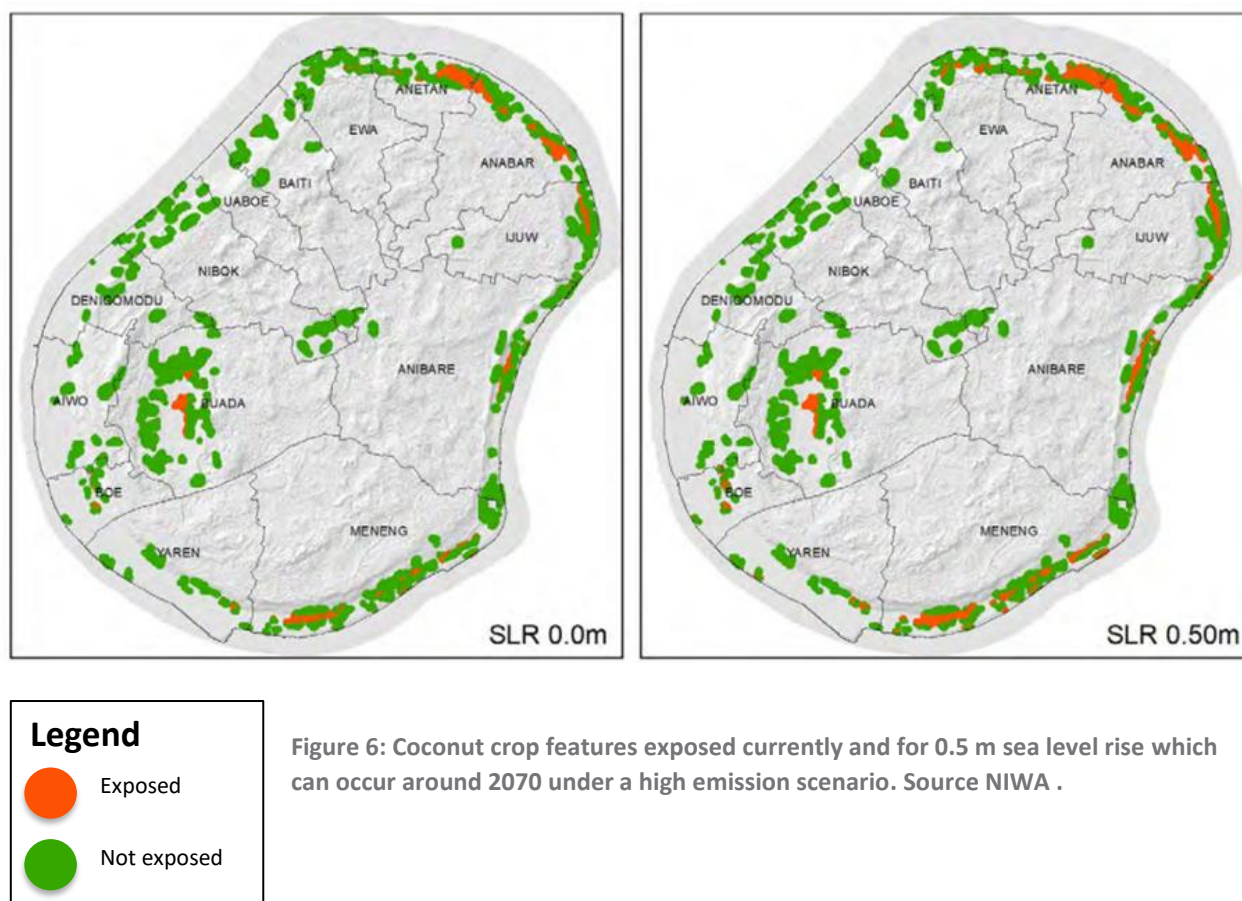 ANETAN
EWA
ANABAR
BAITI
UABOE
IJUW
NIBOK
DENIGOMODU
ANIBARE
AIWO
BUADA
BOE
MENENG
YAREN
SLR 0.0m
ANETAN
EWA
ANABAR
BAITI
UABOE
IJUW
NIBOK
DENIGOMODU
ANIBARE
AIWO
BUADA
BOE
MENENG
YAREN
SLR 0.50m
Legend
Exposed
Not exposed
Figure 6: Coconut crop features exposed currently and for 0.5 m sea level rise which
can occur around 2070 under a high emission scenario. Source NIWA .